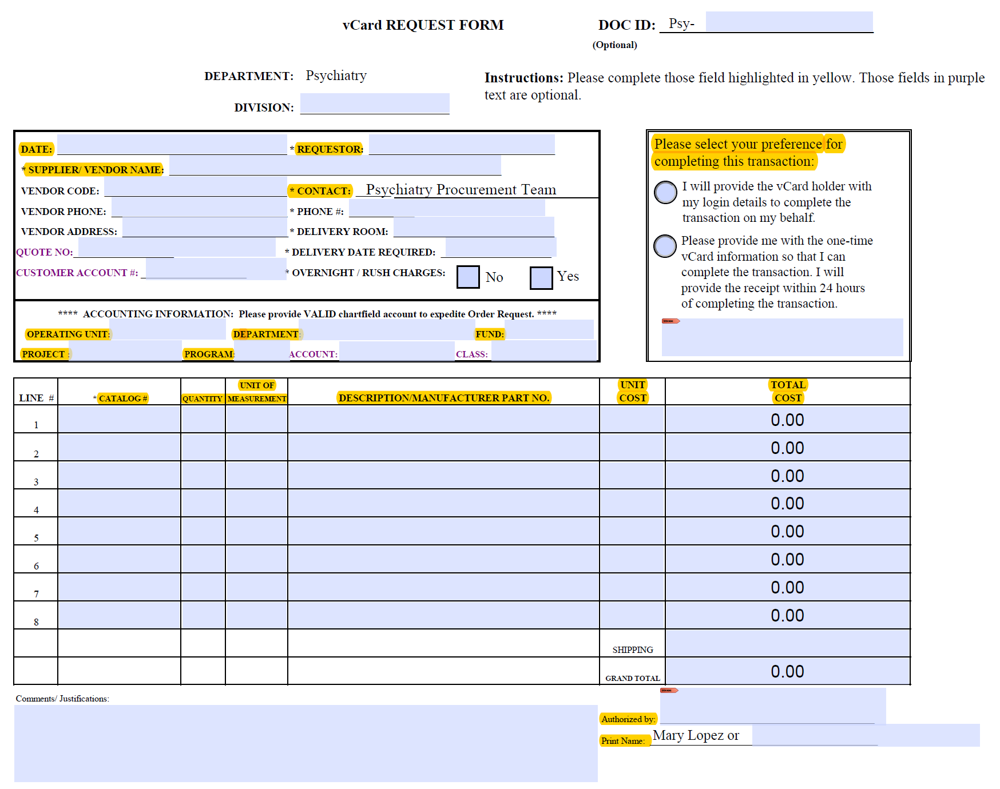 vCard REQUEST FORM
DOC ID: Psy-
(Optional)
DEPARTMENT: Psychiatry
Instructions: Please complete those field highlighted in yellow. Those fields in purple
text are optional.
DIVISION:
DATE: * REQUESTOR:
* SUPPLIER/ VENDOR NAME:
VENDOR CODE: * CONTACT: Psychiatry Procurement Team
VENDOR PHONE: * PHONE #:
VENDOR ADDRESS: * DELIVERY ROOM:
QUOTE NO: * DELIVERY DATE REQUIRED:
CUSTOMER ACCOUNT #: * OVERNIGHT / RUSH CHARGES: No Yes
**** ACCOUNTING INFORMATION: Please provide VALID chartfield account to expedite Order Request. ****
OPERATING UNIT: DEPARTMENT: FUND:
PROJECT : PROGRAM: ACCOUNT: CLASS:
Please select your preference for
completing this transaction:
I will provide the vCard holder with
my login details to complete the
transaction on my behalf.
Please provide me with the one-time
vCard information so that I can
complete the transaction. I will
provide the receipt within 24 hours
of completing the transaction.
LINE # * CATALOG # QUANTITY UNIT OF MEASUREMENT DESCRIPTION/MANUFACTURER PART NO. UNIT COST TOTAL COST
1 0.00
2 0.00
3 0.00
4 0.00
5 0.00
6 0.00
7 0.00
8 0.00
SHIPPING
GRAND TOTAL 0.00
Comments/ Justifications:
Authorized by:
Print Name: Mary Lopez or